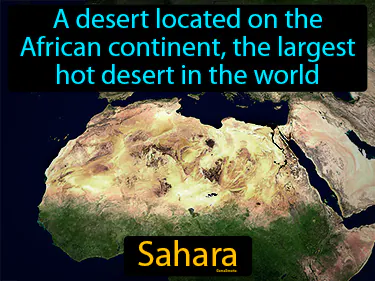 A desert located on the
African continent, the largest
hot desert in the world
Sahara